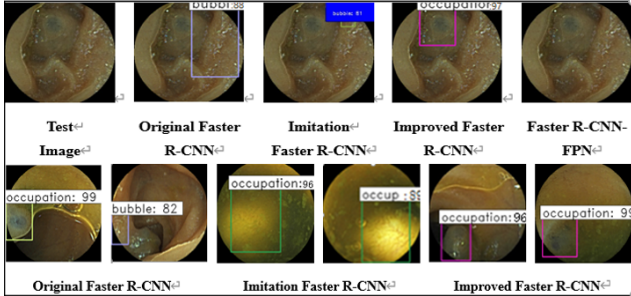 bubbl:88
bubble: 81
occupation:97
Test Image
Original Faster R-CNN
Imitation Faster R-CNN
Improved Faster R-CNN
Faster R-CNN-FPN
occupation: 99
bubble: 82
occupation:96
occup :89
occupation:96
occupation: 99
Original Faster R-CNN
Imitation Faster R-CNN
Improved Faster R-CNN